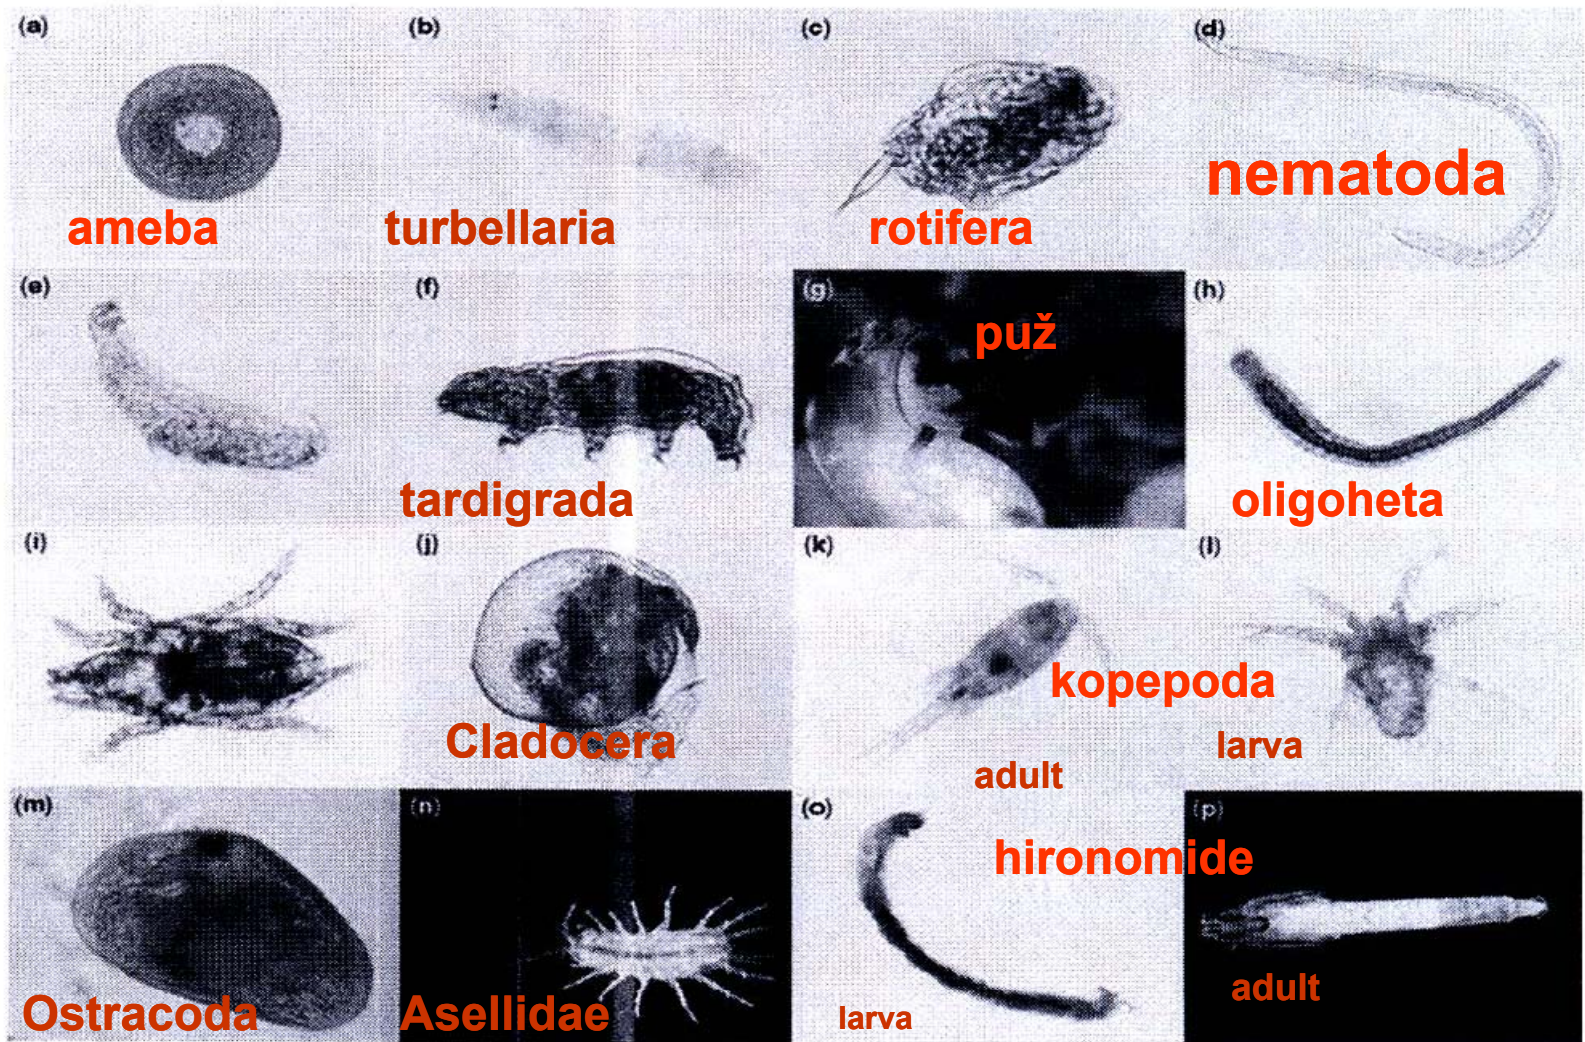 (a)
(b)
(c)
(d)
ameba
turbellaria
rotifera
nematoda
(e)
(f)
(g)
(h)
tardigrada
puž
oligoheta
(i)
(j)
(k)
(l)
Cladocera
kopepoda
adult
larva
(m)
(n)
(o)
(p)
Ostracoda
Asellidae
hironomide
larva
adult